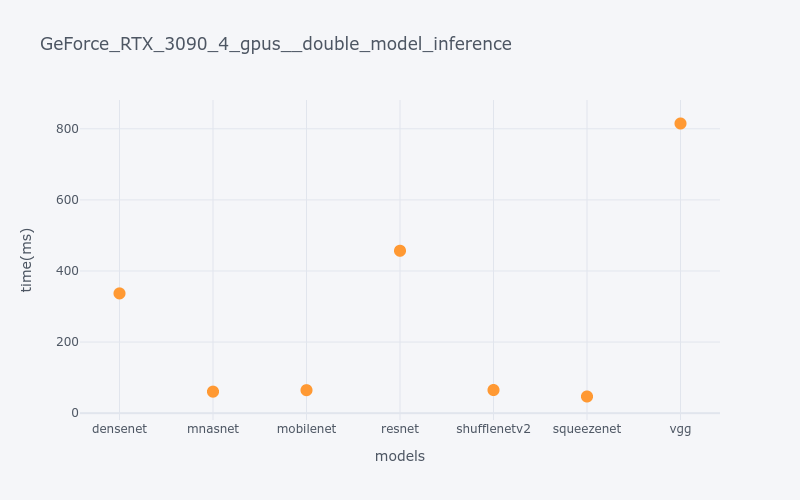 GeForce_RTX_3090_4_gpus__double_model_inference
time(ms)
800
600
400
200
0
densenet mnasnet mobilenet resnet shufflenetv2 squeezenet vgg
models